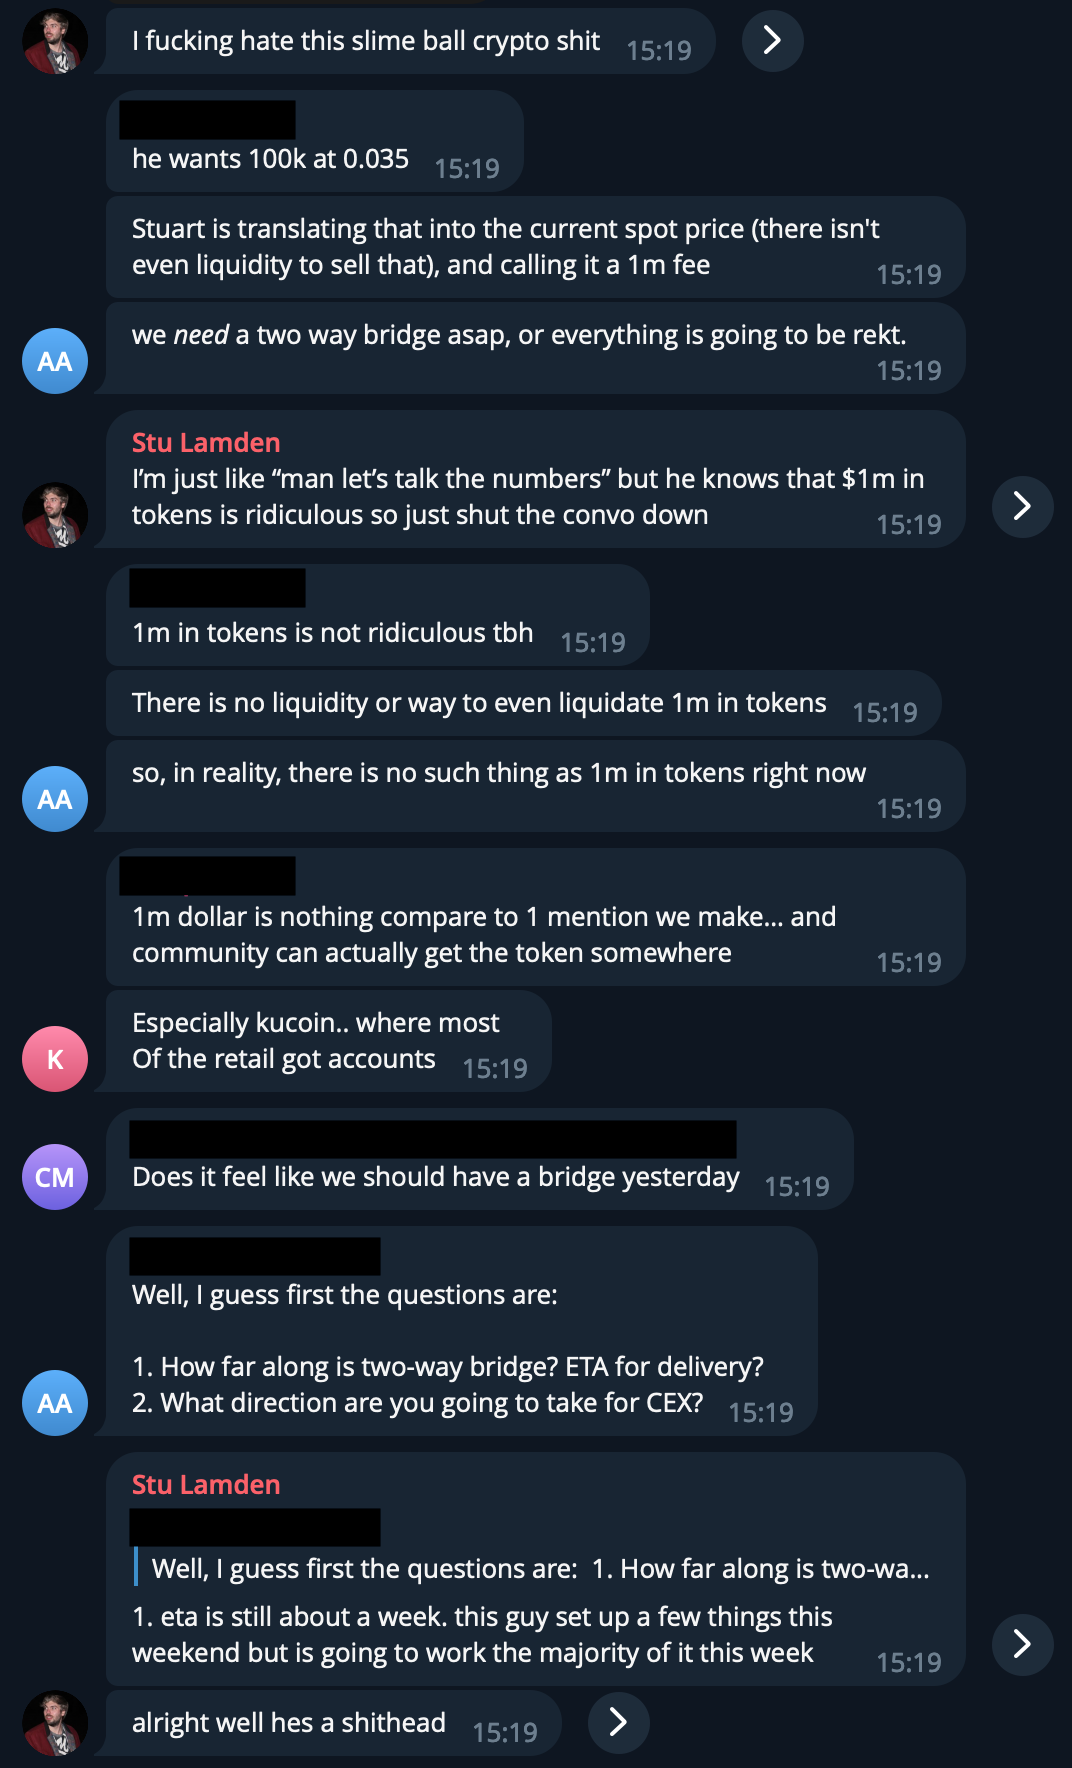 I fucking hate this slime ball crypto shit 15:19
he wants 100k at 0.035 15:19
Stuart is translating that into the current spot price (there isn't
even liquidity to sell that), and calling it a 1m fee 15:19
we need a two way bridge asap, or everything is going to be rekt.
15:19
AA
Stu Lamden
I'm just like “man let's talk the numbers” but he knows that $1m in
tokens is ridiculous so just shut the convo down 15:19
1m in tokens is not ridiculous tbh 15:19
There is no liquidity or way to even liquidate 1m in tokens 15:19
so, in reality, there is no such thing as 1m in tokens right now
AA
15:19
1m dollar is nothing compare to 1 mention we make... and
community can actually get the token somewhere 15:19
Especially kucoin.. where most
Of the retail got accounts 15:19
K
CM
Does it feel like we should have a bridge yesterday 15:19
Well, I guess first the questions are:
1. How far along is two-way bridge? ETA for delivery?
2. What direction are you going to take for CEX? 15:19
AA
Stu Lamden
Well, I guess first the questions are: 1. How far along is two-wa...
1. eta is still about a week. this guy set up a few things this
weekend but is going to work the majority of it this week 15:19
alright well hes a shithead 15:19